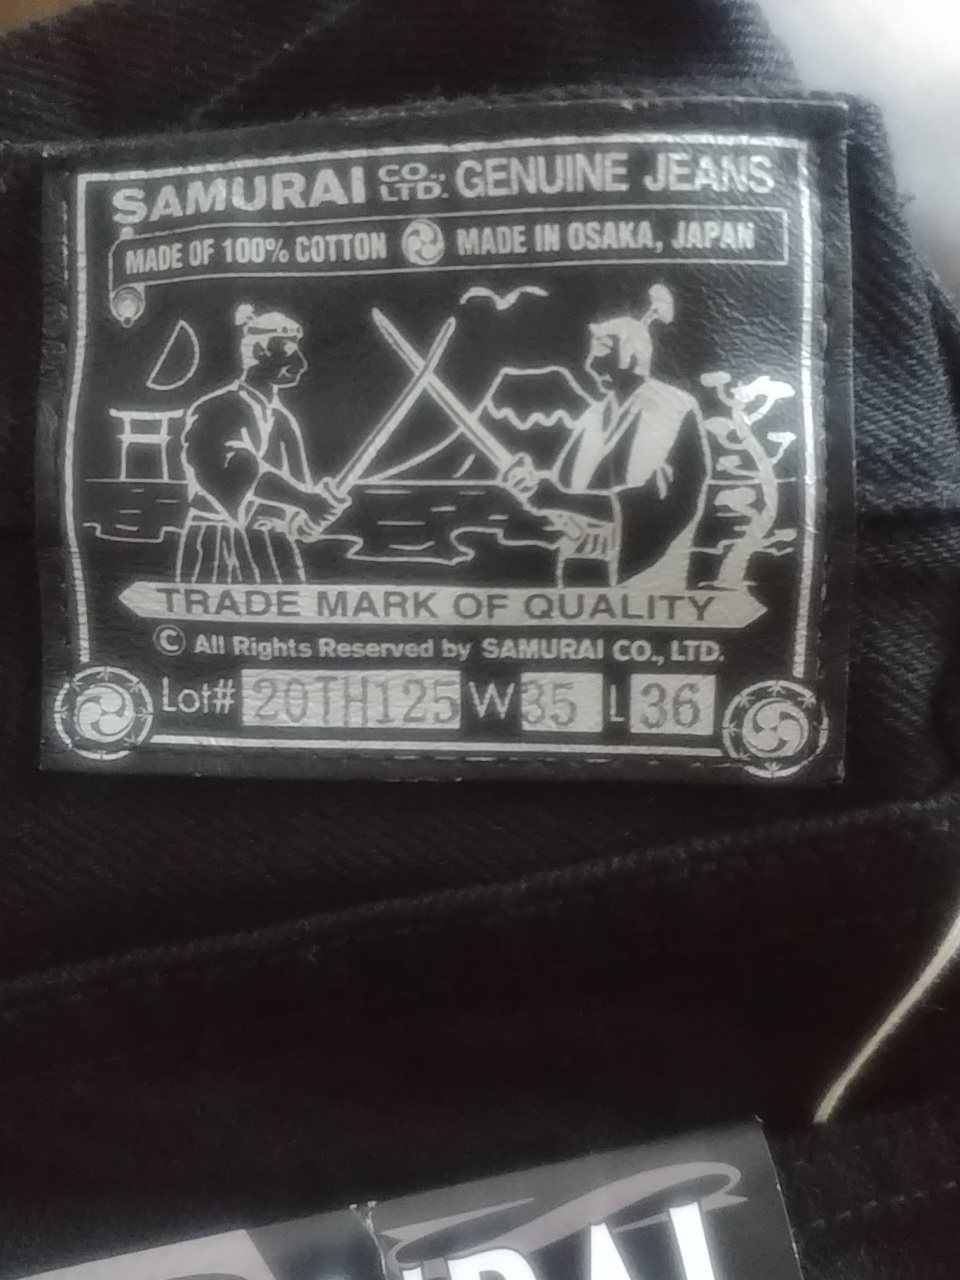 SAMURAI CO., LTD. GENUINE JEANS
MADE OF 100% COTTON MADE IN OSAKA, JAPAN
TRADE MARK OF QUALITY
© All Rights Reserved by SAMURAI CO., LTD.
Lot# 20TH125 W 35 L 36